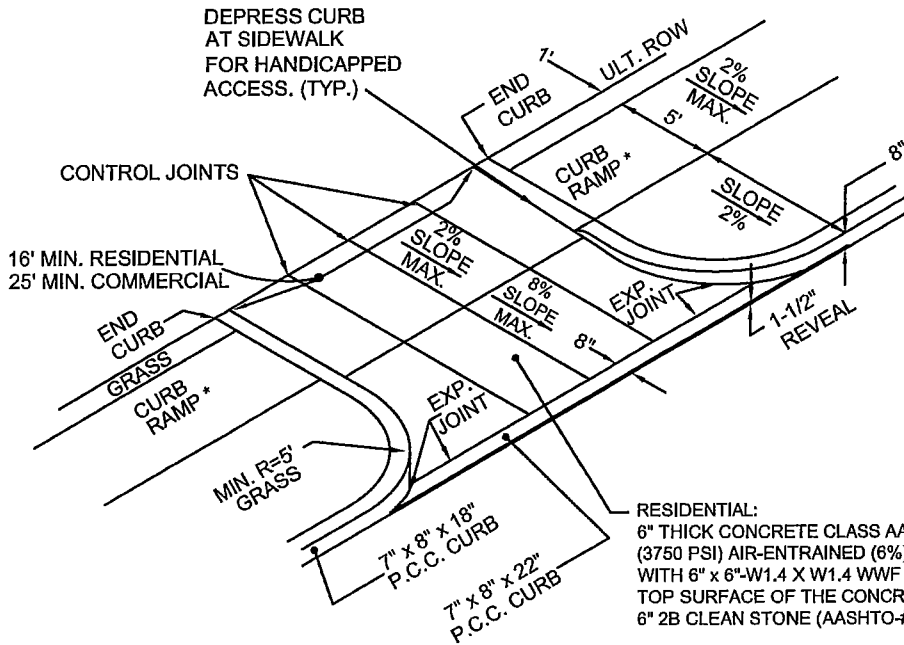 DEPRESS CURB
AT SIDEWALK
FOR HANDICAPPED
ACCESS. (TYP.)
END
CURB
1'
ULT. ROW
2%
SLOPE
MAX.
5'
CURB
RAMP *
SLOPE
2%
8"
CONTROL JOINTS
16' MIN. RESIDENTIAL
25' MIN. COMMERCIAL
2%
SLOPE
MAX.
8%
SLOPE
MAX.
EXP.
JOINT
8"
1-1/2"
REVEAL
END
CURB
GRASS
CURB
RAMP *
EXP.
JOINT
MIN. R=5'
GRASS
7" x 8" x 18"
P.C.C. CURB
7" x 8" x 22"
P.C.C. CURB
RESIDENTIAL:
6" THICK CONCRETE CLASS AA
(3750 PSI) AIR-ENTRAINED (6%)
WITH 6" x 6"-W1.4 X W1.4 WWF
TOP SURFACE OF THE
6" 2B CLEAN STONE